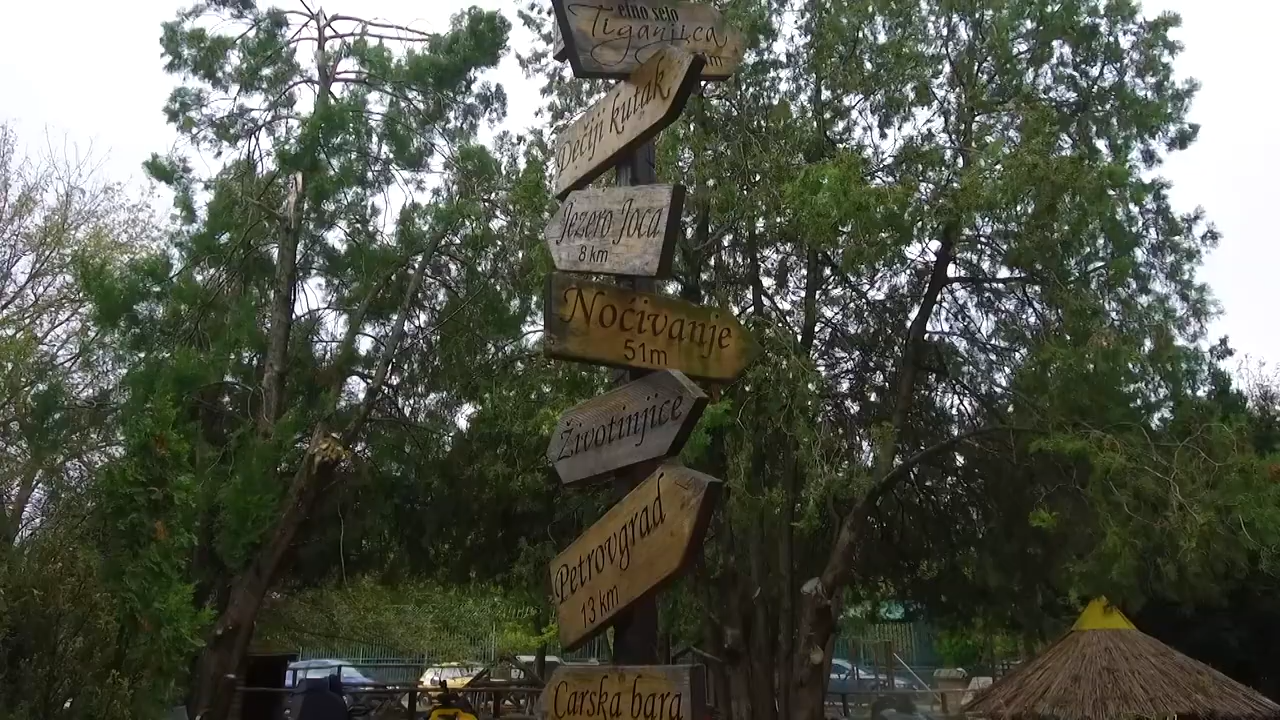 etno selo
Tiganjica
Dečiji kutak
Jezero Joca
8 km
Noćivanje
51m
Životinjice
Petrovgrad
13 km
Carska bara